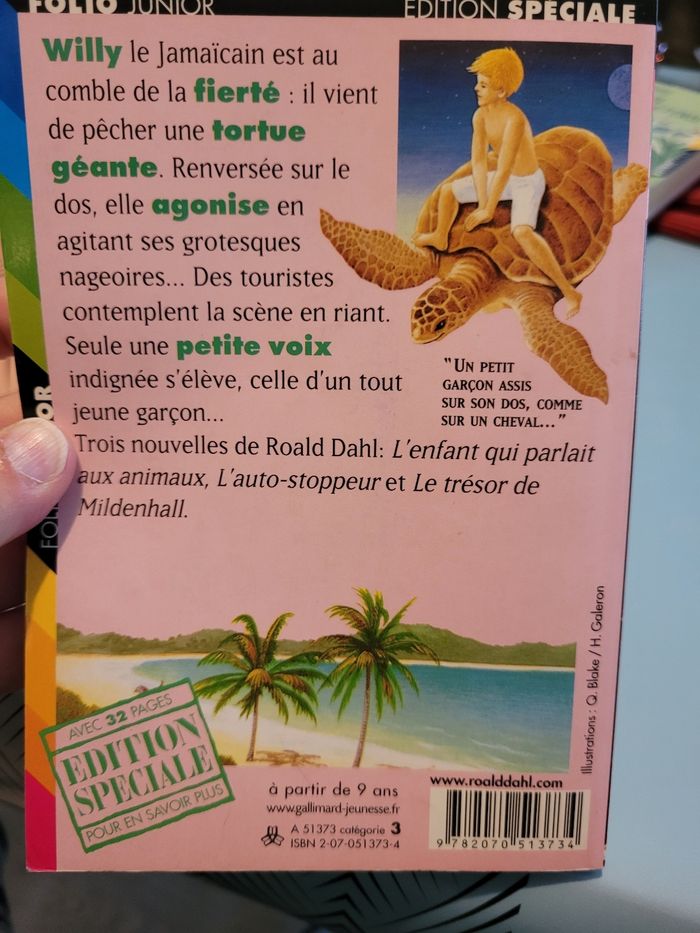 FOLIO JUNIOR
EDITION SPÉCIALE
Willy le Jamaïcain est au
comble de la fierté : il vient
de pêcher une tortue
géante. Renversée sur le
dos, elle agonise en
agitant ses grotesques
nageoires... Des touristes
contemplent la scène en riant.
Seule une petite voix
indignée s'élève, celle d'un tout
jeune garçon...
Trois nouvelles de Roald Dahl: L'enfant qui parlait
aux animaux, L'auto-stoppeur et Le trésor de
Mildenhall.
"UN PETIT
GARÇON ASSIS
SUR SON DOS, COMME
SUR UN CHEVAL..."
Illustrations : Q. Blake / H. Galeron
AVEC 32 PAGES
EDITION
SPECIALE
POUR EN SAVOIR PLUS
à partir de 9 ans
www.gallimard-jeunesse.fr
A 51373 catégorie 3
ISBN 2-07-051373-4
www.roalddahl.com
9 782070 513734